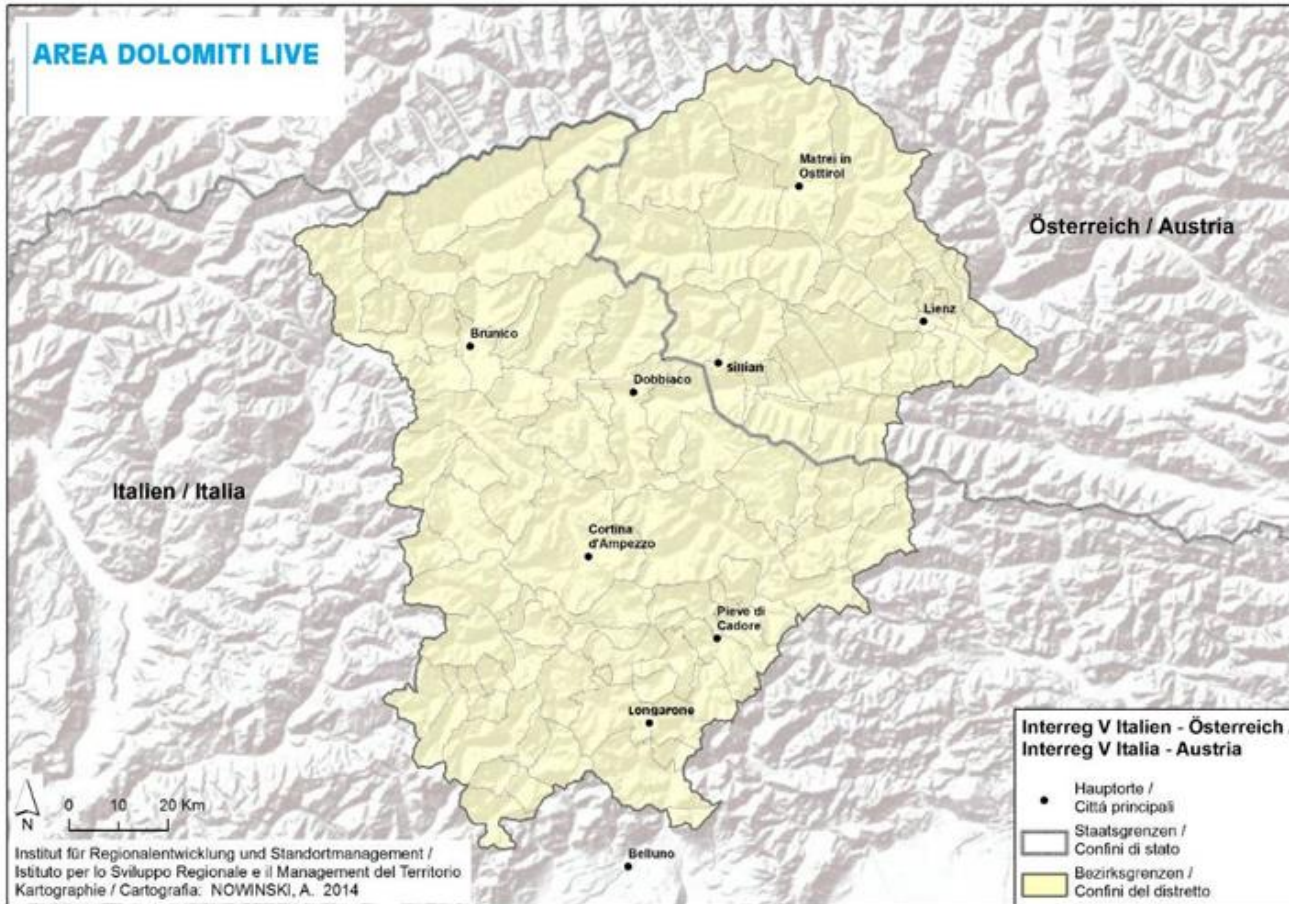 AREA DOLOMITI LIVE
Matrei in
Osttirol
Österreich / Austria
Lienz
Brunico
Sillian
Dobbiaco
Italien / Italia
Cortina
d'Ampezzo
Pieve di
Cadore
Longarone
Belluno
N
0 10 20 Km
Institut für Regionalentwicklung und Standortmanagement /
Istituto per lo Sviluppo Regionale e il Management del Territorio
Kartographie / Cartografia: NOWINSKI, A. 2014
Interreg V Italien - Österreich /
Interreg V Italia - Austria
Hauptorte /
Città principali
Staatsgrenzen /
Confini di stato
Bezirksgrenzen /
Confini del distretto